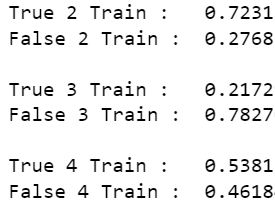 True 2 Train : 0.7231
False 2 Train : 0.2768
True 3 Train : 0.2172
False 3 Train : 0.7827
True 4 Train : 0.5381
False 4 Train : 0.4618